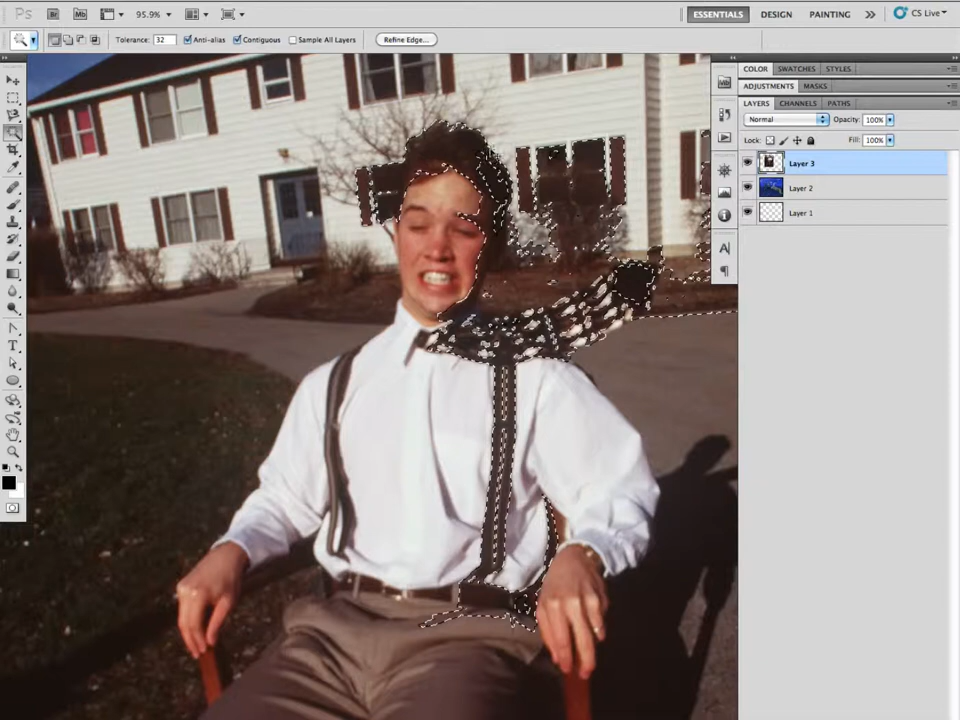 Ps Br Mb 95.9% ESSENTIALS DESIGN PAINTING CS Live
Tolerance: 32 Anti-alias Contiguous Sample All Layers Refine Edge...
COLOR SWATCHES STYLES
ADJUSTMENTS MASKS
LAYERS CHANNELS PATHS
Normal Opacity: 100%
Lock: Fill: 100%
Layer 3
Layer 2
Layer 1